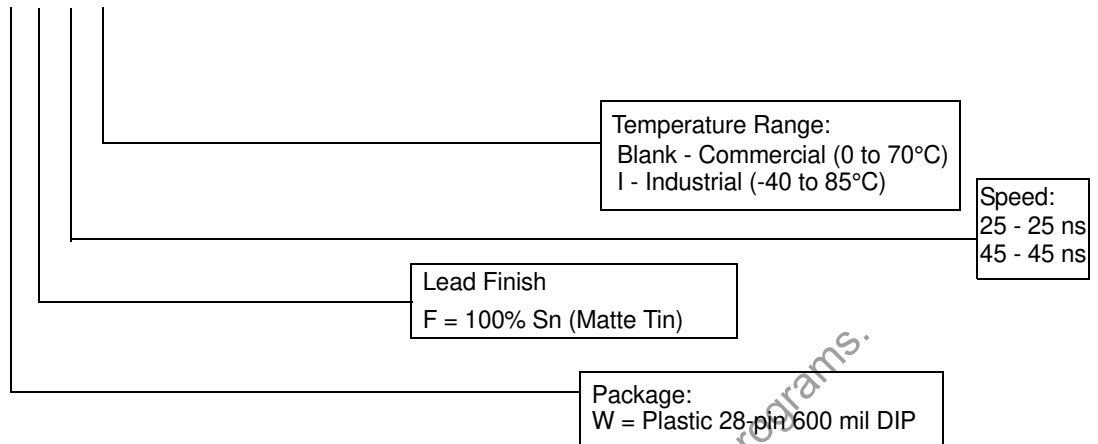 Temperature Range:
Blank - Commercial (0 to 70°C)
I - Industrial (-40 to 85°C)
Speed:
25 - 25 ns
45 - 45 ns
Lead Finish
F = 100% Sn (Matte Tin)
Package:
W = Plastic 28-pin 600 mil DIP
rograms.